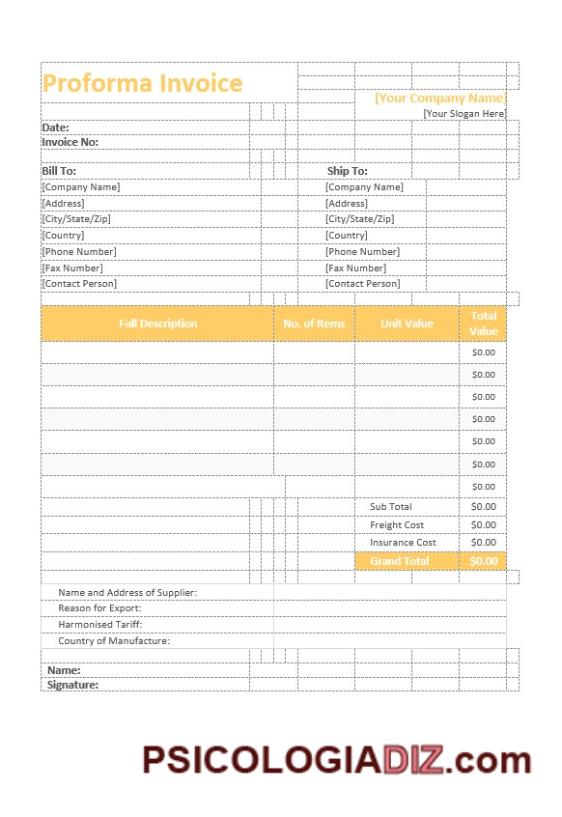 Proforma Invoice
[Your Company Name]
[Your Slogan Here]
Date:
Invoice No:
Bill To: Ship To:
[Company Name] [Company Name]
[Address] [Address]
[City/State/Zip] [City/State/Zip]
[Country] [Country]
[Phone Number] [Phone Number]
[Fax Number] [Fax Number]
[Contact Person] [Contact Person]
Full Description No. of Items Unit Value Total Value
$0.00
$0.00
$0.00
$0.00
$0.00
$0.00
$0.00
Sub Total $0.00
Freight Cost $0.00
Insurance Cost $0.00
Grand Total $0.00
Name and Address of Supplier:
Reason for Export:
Harmonised Tariff:
Country of Manufacture:
Name:
Signature:
PSICOLOGIADIZ.com